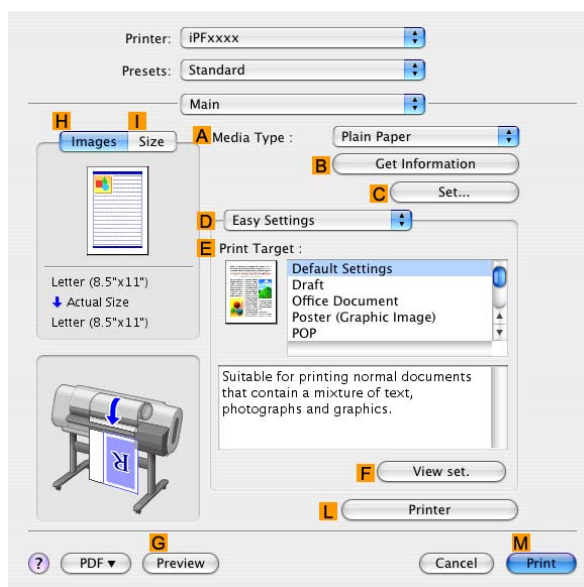 Printer: iPFxxxx
Presets: Standard
Main
H I
Images Size
A Media Type : Plain Paper
B Get Information
C Set...
D Easy Settings
E Print Target :
Default Settings
Draft
Office Document
Poster (Graphic Image)
POP
Letter (8.5"x11")
Actual Size
Letter (8.5"x11")
Suitable for printing normal documents
that contain a mixture of text,
photographs and graphics.
R
F View set.
L Printer
G M
? PDF Preview Cancel Print